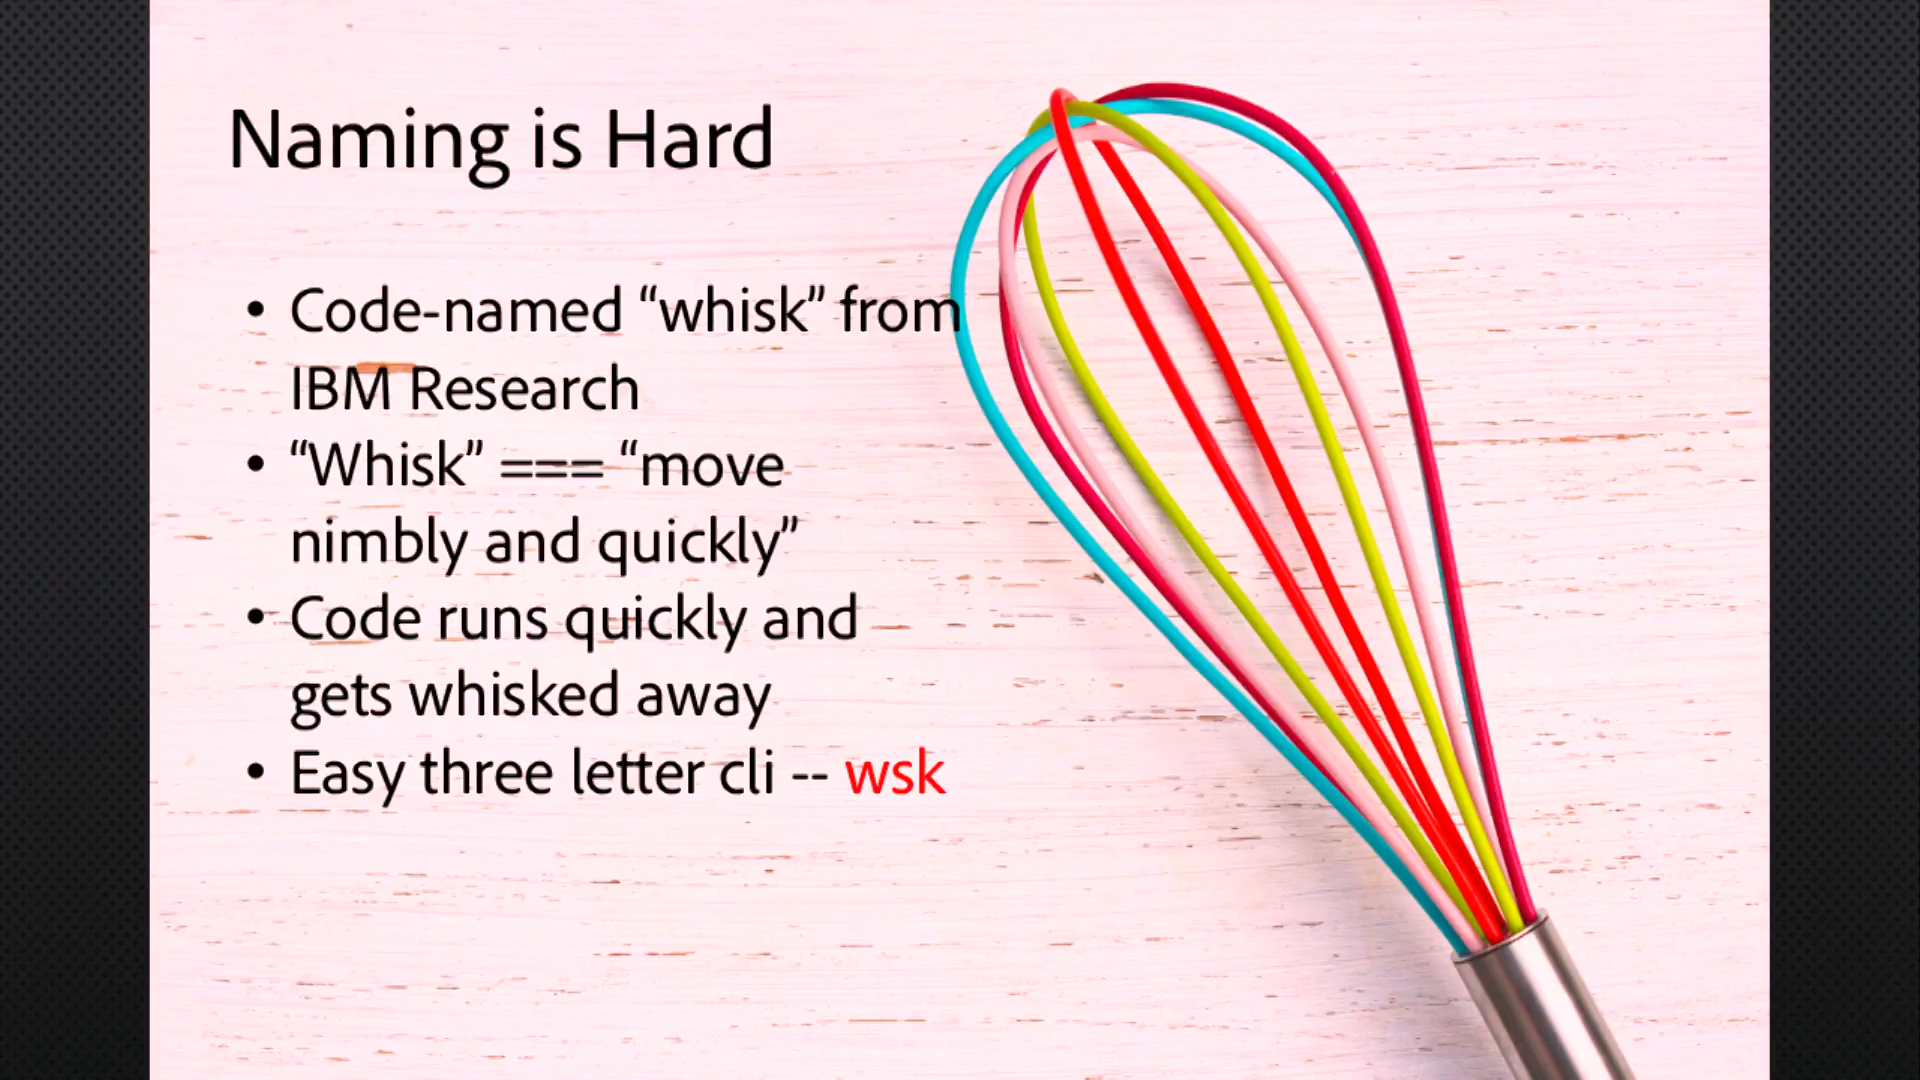 Naming is Hard
• Code-named “whisk” from
IBM Research
• “Whisk” === “move
nimbly and quickly”
• Code runs quickly and
gets whisked away
• Easy three letter cli -- wsk